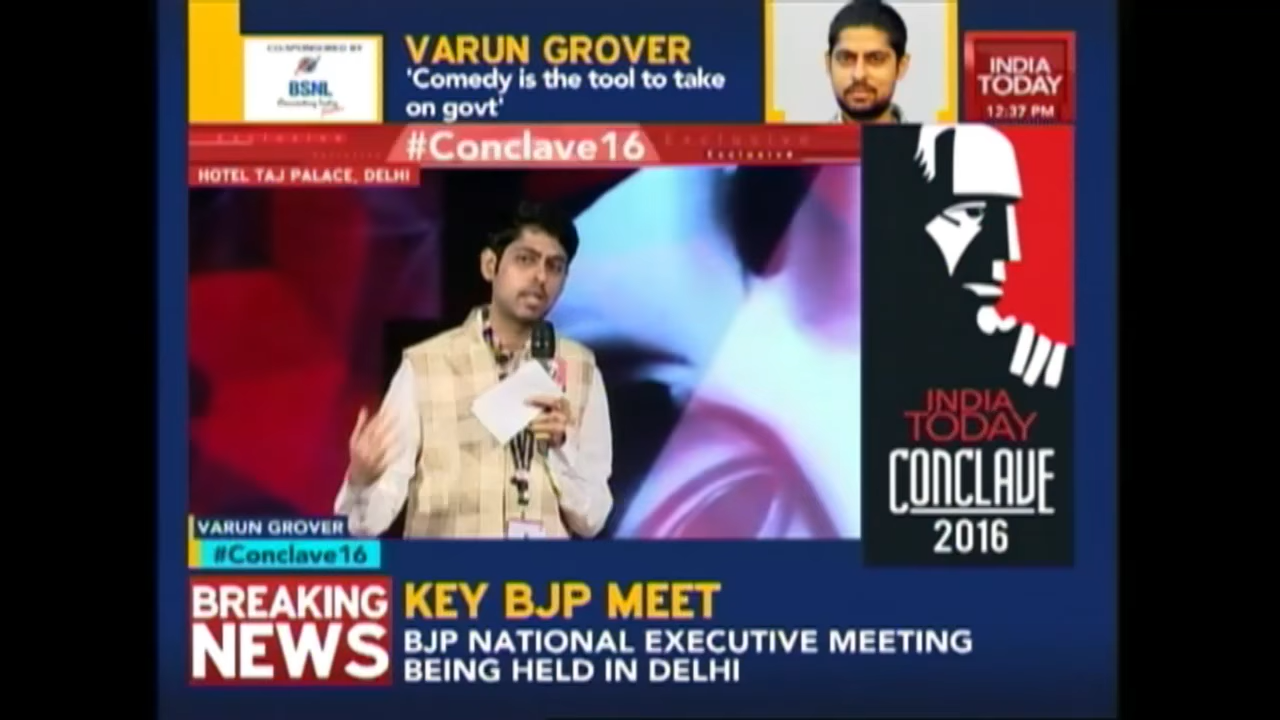 CO-SPONSORED BY
BSNL
VARUN GROVER
'Comedy is the tool to take
on govt'
INDIA
TODAY
12:37 PM
#Conclave16
Exclusive
Exclusive
Exclusive
HOTEL TAJ PALACE, DELHI
INDIA
TODAY
CONCLAVE
2016
VARUN GROVER
#Conclave16
BREAKING
NEWS
KEY BJP MEET
BJP NATIONAL EXECUTIVE MEETING
BEING HELD IN DELHI